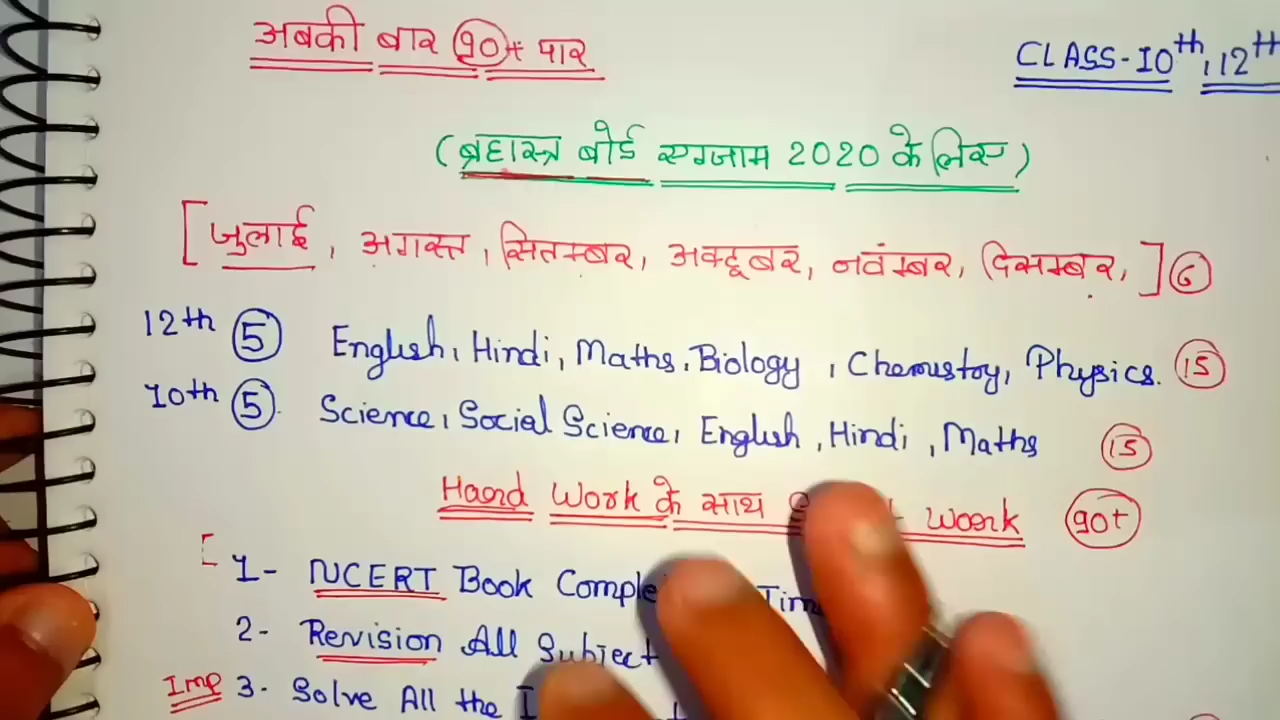 अबकी बार 90+ पार
CLASS-10th, 12th
(ब्रहास्त्र बोर्ड एग्जाम 2020 के लिए)
[जुलाई, अगस्त, सितम्बर, अक्टूबर, नवंम्बर, दिसम्बर,] 6
12th 5 English, Hindi, Maths, Biology, Chemistry, Physics. 15
10th 5. Science, Social Science, English, Hindi, Maths 15
Hard Work के साथ work 90+
[ 1- NCERT Book
2- Revision All Subject
Imp 3- Solve All the